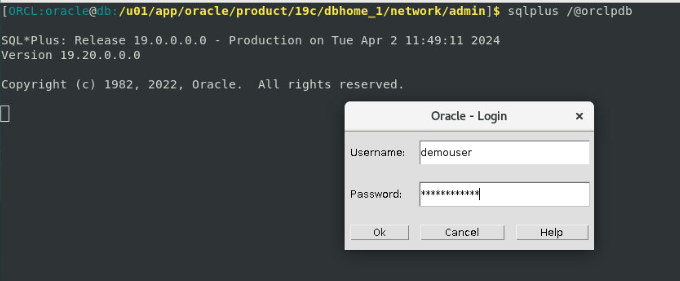 [ORCL:oracle@db:/u01/app/oracle/product/19c/dbhome_1/network/admin]$ sqlplus /@orclpdb
SQL*Plus: Release 19.0.0.0.0 - Production on Tue Apr 2 11:49:11 2024
Version 19.20.0.0.0
Copyright (c) 1982, 2022, Oracle.  All rights reserved.
Oracle - Login ×
Username: demouser
Password: ************
Ok Cancel Help